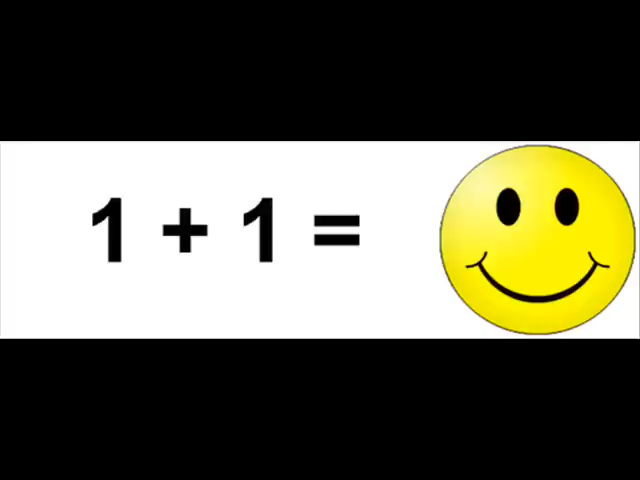 1 + 1 =